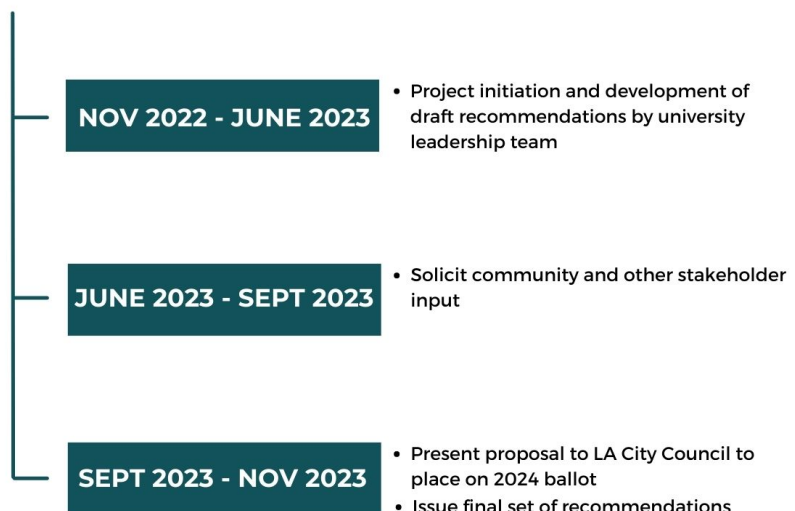 NOV 2022 - JUNE 2023
• Project initiation and development of
draft recommendations by university
leadership team
JUNE 2023 - SEPT 2023
• Solicit community and other stakeholder
input
SEPT 2023 - NOV 2023
• Present proposal to LA City Council to
place on 2024 ballot
• Issue final set of recommendations